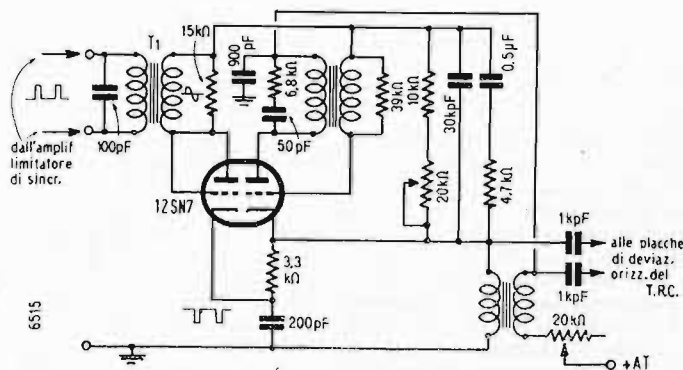 T1
15kΩ
900
pF
6,8kΩ
39kΩ
10kΩ
30kpF
0,5µF
100pF
50pF
dall'amplif
limitatore
di sincr.
12SN7
20kΩ
4,7kΩ
1kpF
alle placche
di deviaz.
orizz. del
T.R.C.
1kpF
3,3
kΩ
200pF
20kΩ
+AT
6515